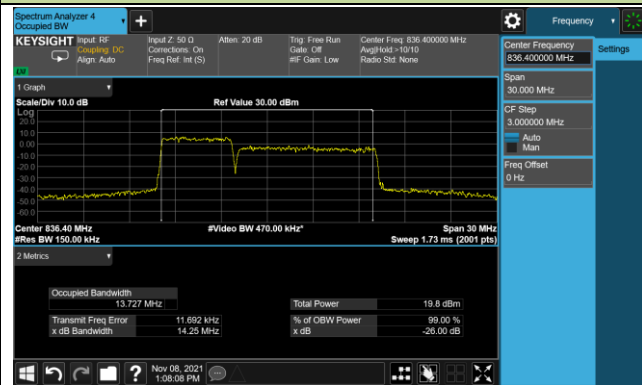 Spectrum Analyzer 4
Occupied BW
Frequency
KEYSIGHT
Input: RF
Coupling: DC
Align: Auto
Input Z: 50 Ω
Corrections: On
Freq Ref: Int (S)
Atten: 20 dB
Trig: Free Run
Gate: Off
#IF Gain: Low
Center Freq: 836.400000 MHz
Avg|Hold:>10/10
Radio Std: None
Center Frequency
836.400000 MHz
Settings
Span
30.000 MHz
CF Step
3.000000 MHz
Auto
Man
Freq Offset
0 Hz
1 Graph
Scale/Div 10.0 dB
Ref Value 30.00 dBm
Log
20.0
10.0
0.00
-10.0
-20.0
-30.0
-40.0
-50.0
-60.0
Center 836.40 MHz
#Video BW 470.00 kHz*
Span 30 MHz
#Res BW 150.00 kHz
Sweep 1.73 ms (2001 pts)
2 Metrics
Occupied Bandwidth
13.727 MHz
Total Power 19.8 dBm
Transmit Freq Error 11.692 kHz
% of OBW Power 99.00 %
x dB Bandwidth 14.25 MHz
x dB -26.00 dB
?
Nov 08, 2021
1:08:08 PM